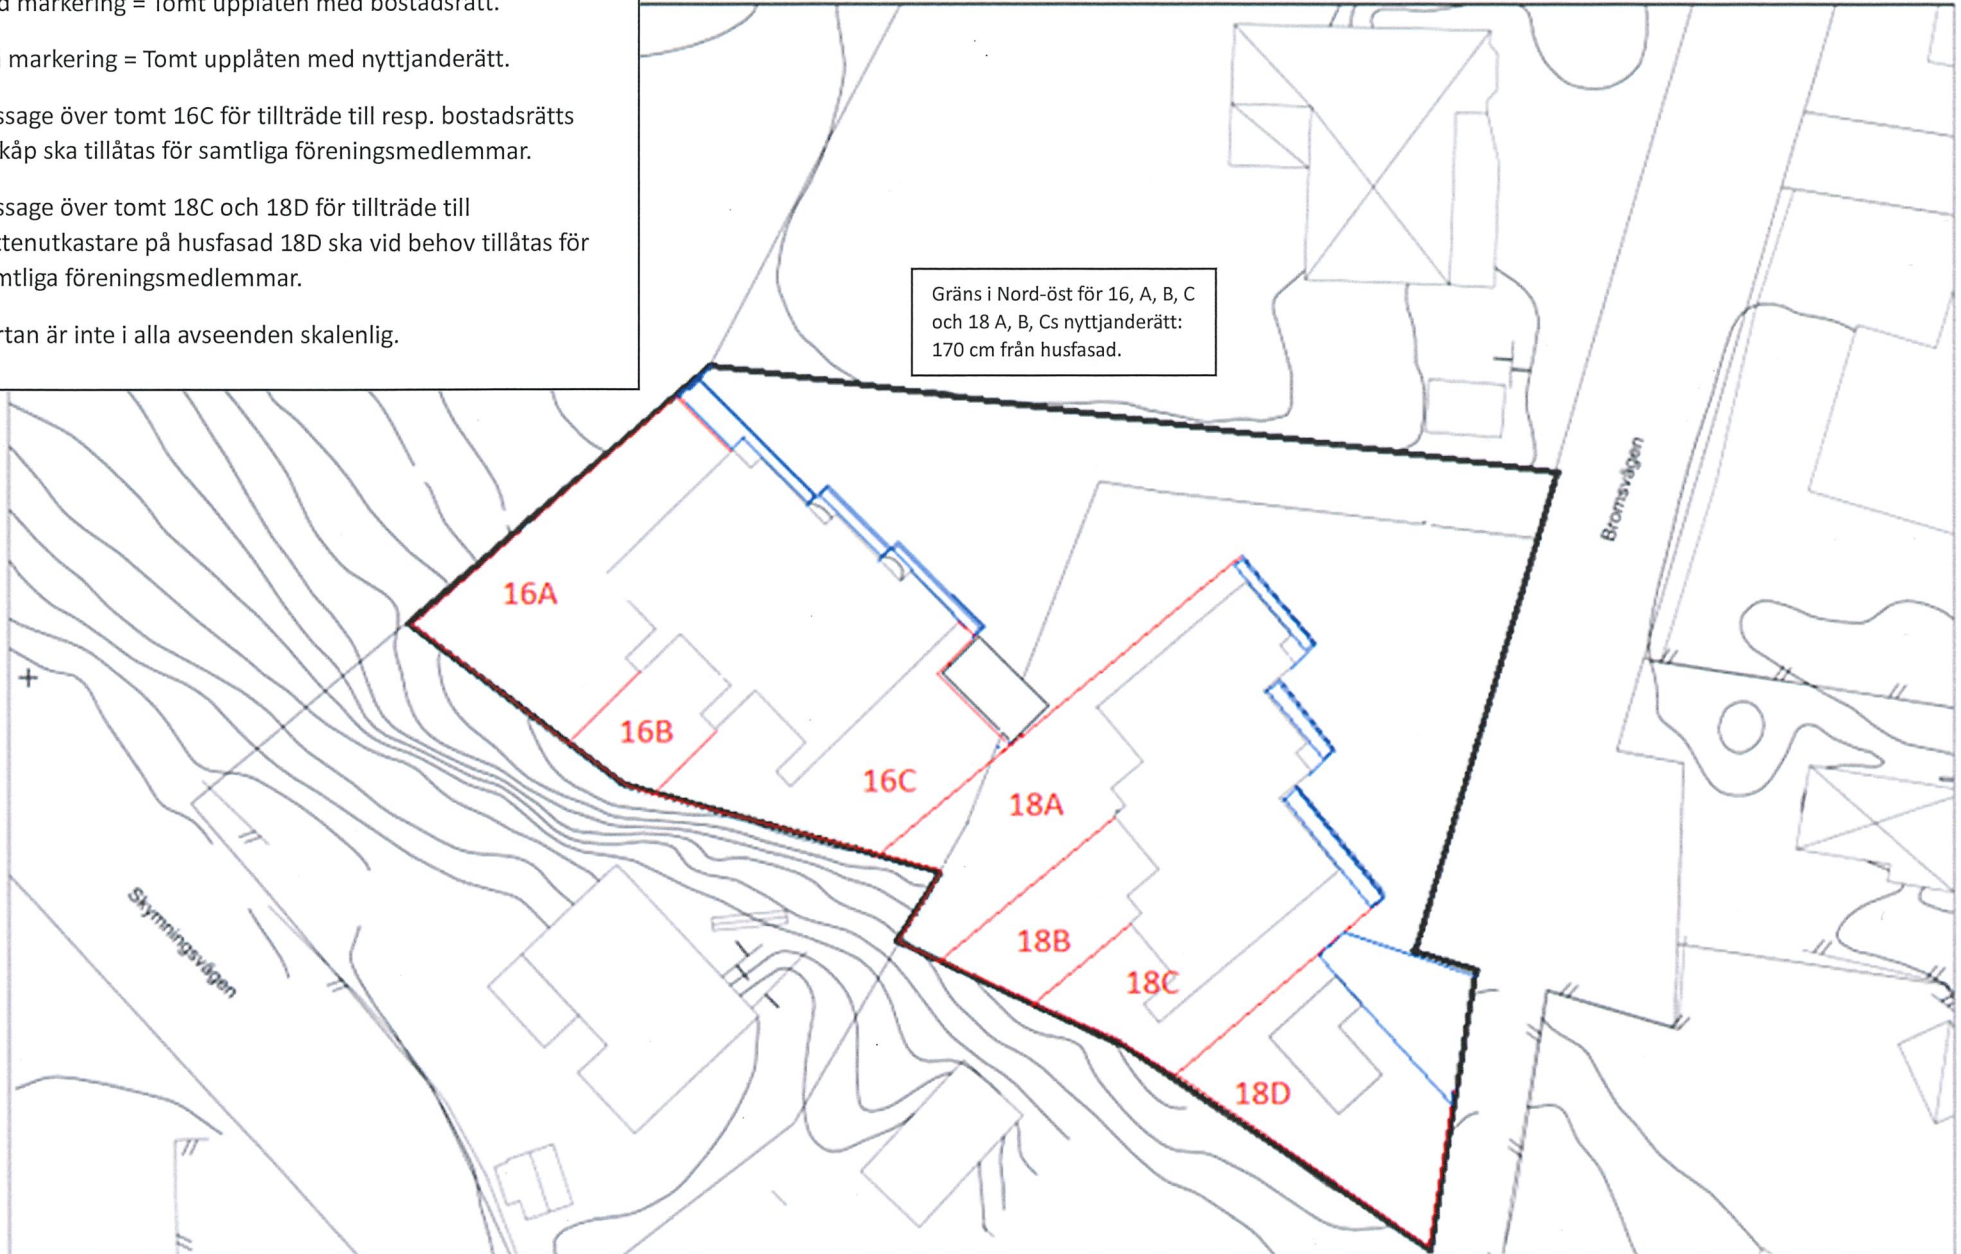 markering = Tomt upplåten med bostadsrätt.
markering = Tomt upplåten med nyttjanderätt.
ssage över tomt 16C för tillträde till resp. bostadsrätts
kåp ska tillåtas för samtliga föreningsmedlemmar.
ssage över tomt 18C och 18D för tillträde till
ttenutkastare på husfasad 18D ska vid behov tillåtas för
mtliga föreningsmedlemmar.
rtan är inte i alla avseenden skalenlig.
Gräns i Nord-öst för 16, A, B, C
och 18 A, B, Cs nyttjanderätt:
170 cm från husfasad.
Bromsvägen
16A
16B
16C
18A
18B
18C
18D
Skymningsvägen